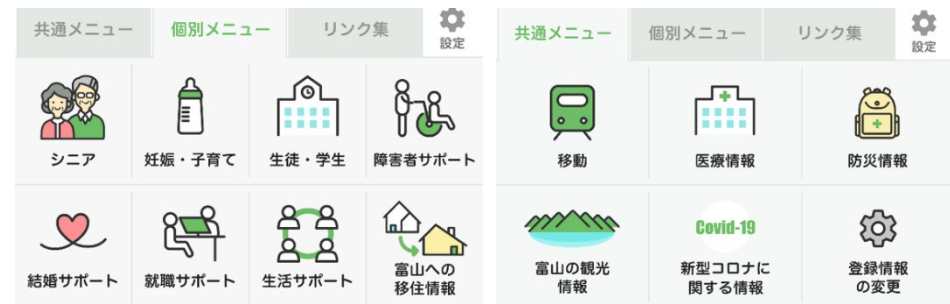 共通メニュー
個別メニュー
リンク集
設定
シニア
妊娠・子育て
生徒・学生
障害者サポート
結婚サポート
就職サポート
生活サポート
富山への
移住情報
共通メニュー
個別メニュー
リンク集
設定
移動
医療情報
防災情報
富山の観光
情報
Covid-19
新型コロナに
関する情報
登録情報
の変更